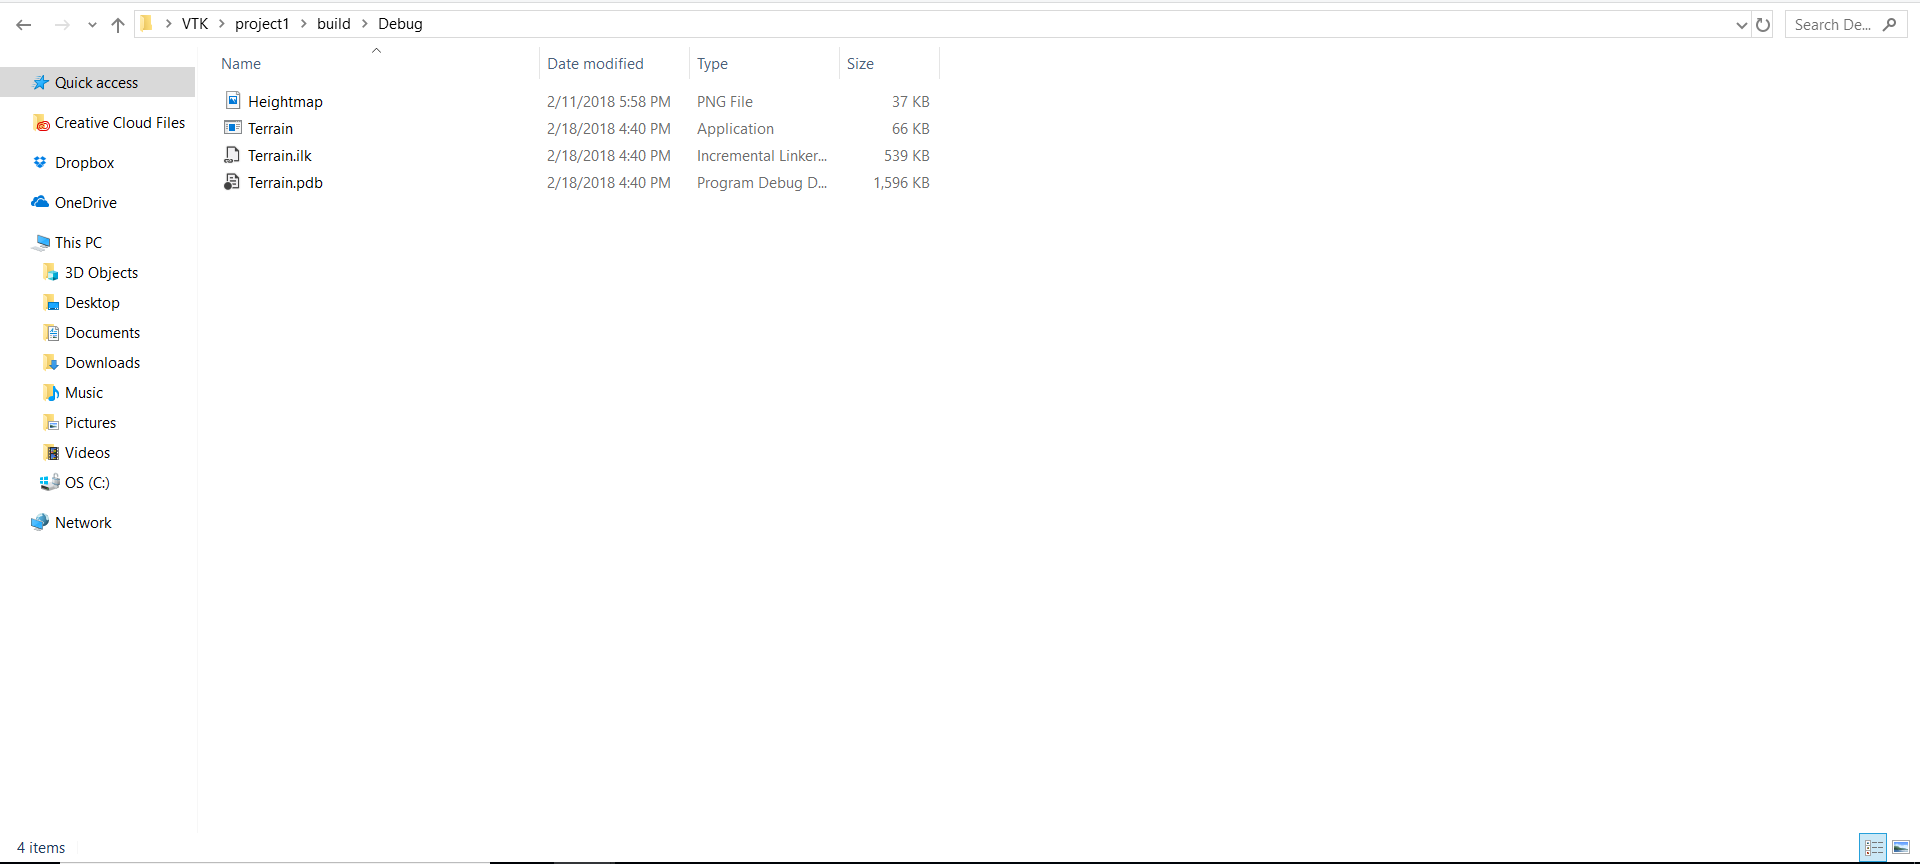 VTK project1 build Debug
Search De...
Name Date modified Type Size
Quick access
Creative Cloud Files
Dropbox
OneDrive
This PC
3D Objects
Desktop
Documents
Downloads
Music
Pictures
Videos
OS (C:)
Network
Heightmap 2/11/2018 5:58 PM PNG File 37 KB
Terrain 2/18/2018 4:40 PM Application 66 KB
Terrain.ilk 2/18/2018 4:40 PM Incremental Linker... 539 KB
Terrain.pdb 2/18/2018 4:40 PM Program Debug D... 1,596 KB
4 items